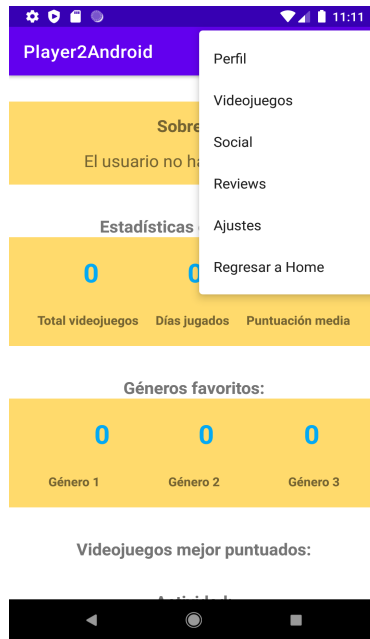 11:11
Player2Android
Perfil
Videojuegos
Social
Reviews
Ajustes
Regresar a Home
Sobre
El usuario no ha
Estadísticas
0 0
Total videojuegos Días jugados Puntuación media
Géneros favoritos:
0 0 0
Género 1 Género 2 Género 3
Videojuegos mejor puntuados: